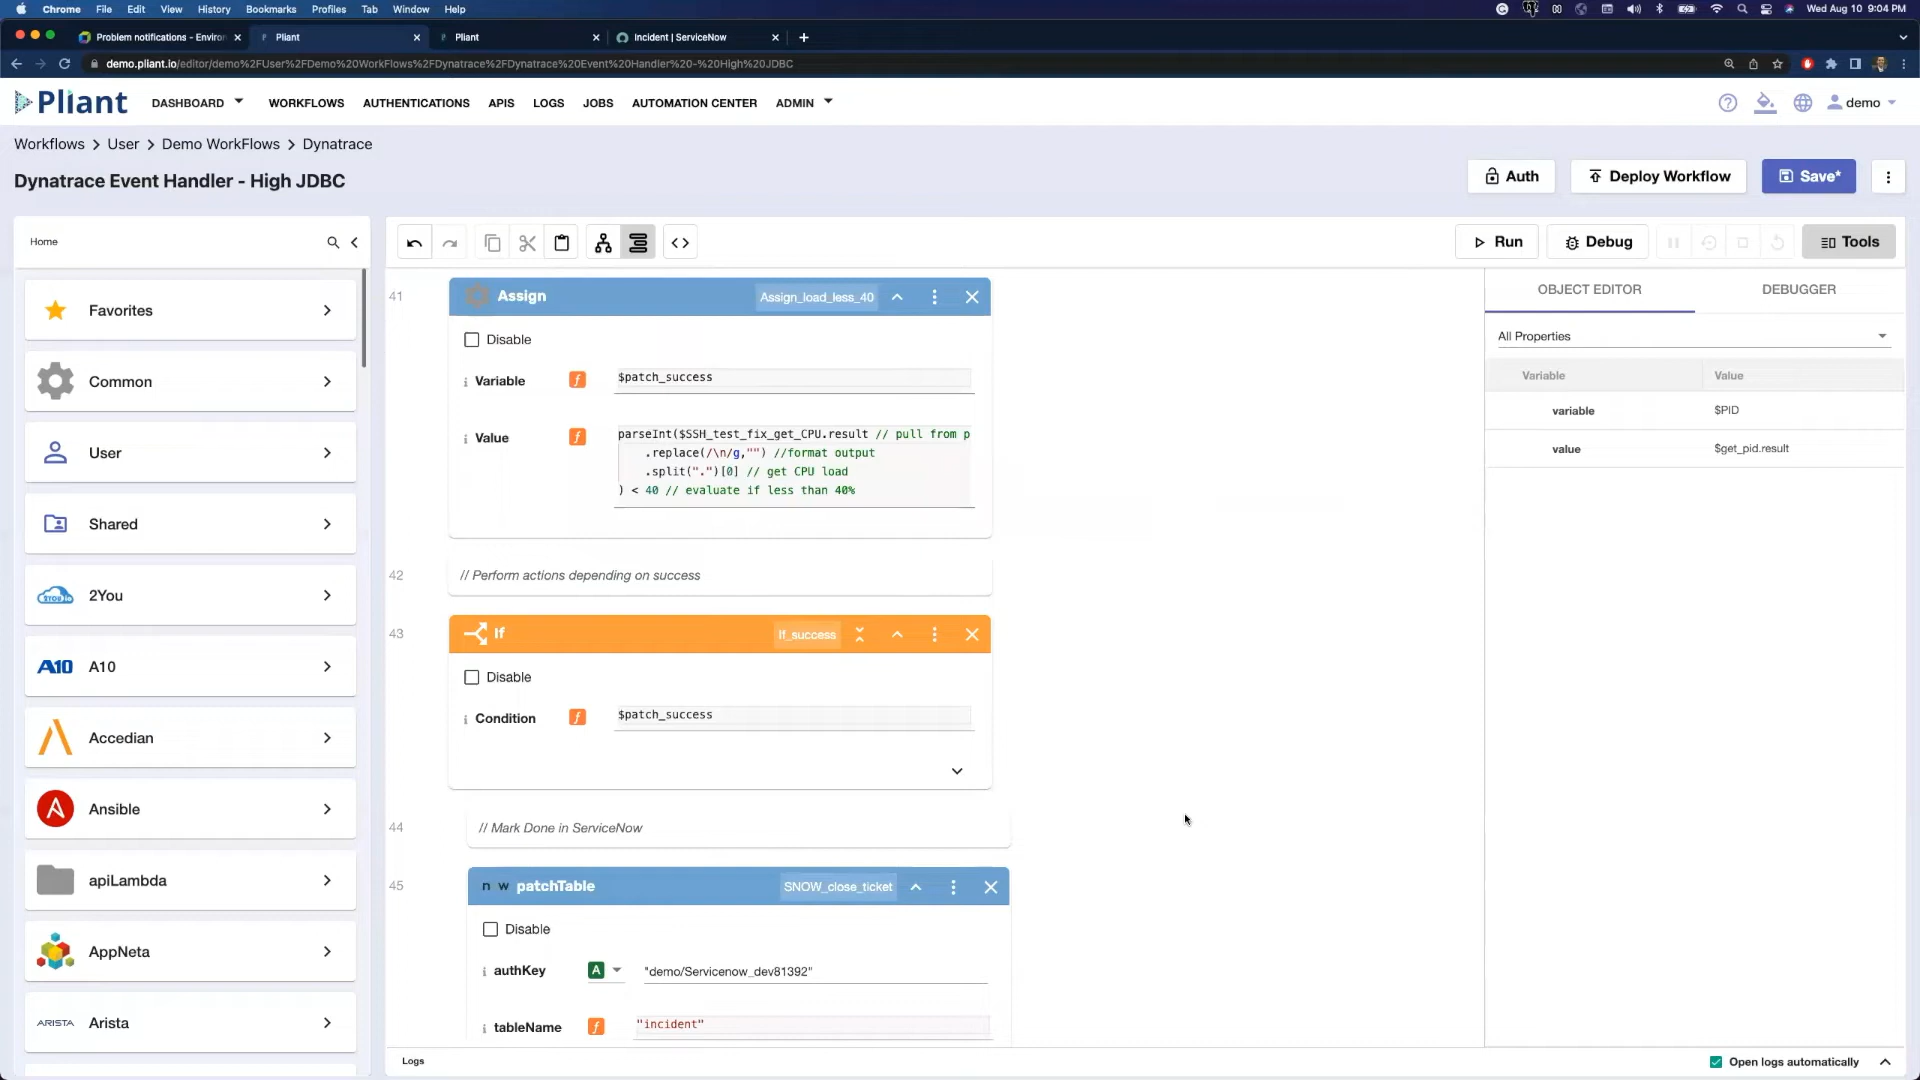 Chrome File Edit View History Bookmarks Profiles Tab Window Help
Wed Aug 10 9:04 PM
Problem notifications - Environ
Pliant
Pliant
Incident | ServiceNow
demo.pliant.io/editor/demo%2FUser%2FDemo%20WorkFlows%2FDynatrace%2FDynatrace%20Event%20Handler%20-%20High%20JDBC
Pliant
DASHBOARD WORKFLOWS AUTHENTICATIONS APIS LOGS JOBS AUTOMATION CENTER ADMIN
demo
Workflows > User > Demo WorkFlows > Dynatrace
Dynatrace Event Handler - High JDBC
Auth
Deploy Workflow
Save*
Home
Run
Debug
Tools
Favorites
Common
User
Shared
2You
A10 A10
Accedian
Ansible
apiLambda
AppNeta
ARISTA Arista
41
Assign
Assign_load_less_40
Disable
Variable
$patch_success
Value
parseInt($SSH_test_fix_get_CPU.result // pull from p
.replace(/\n/g,"") //format output
.split(".")[0] // get CPU load
) < 40 // evaluate if less than 40%
42
// Perform actions depending on success
43
If
If_success
Disable
Condition
$patch_success
44
// Mark Done in ServiceNow
45
n w patchTable
SNOW_close_ticket
Disable
authKey
A
"demo/Servicenow_dev81392"
tableName
"incident"
OBJECT EDITOR
DEBUGGER
All Properties
Variable Value
variable $PID
value $get_pid.result
Logs
Open logs automatically